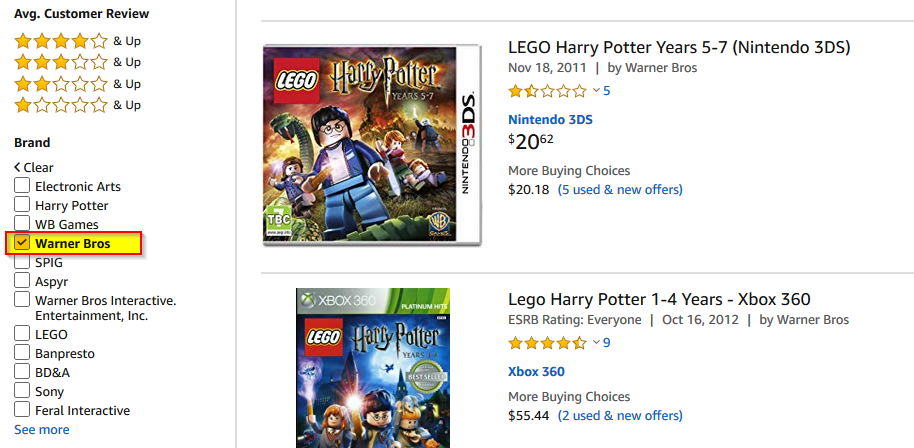 Avg. Customer Review
& Up
& Up
& Up
& Up
Brand
Clear
Electronic Arts
Harry Potter
WB Games
Warner Bros
SPIG
Aspyr
Warner Bros Interactive.
Entertainment, Inc.
LEGO
Banpresto
BD&A
Sony
Feral Interactive
See more
LEGO
Harry Potter
YEARS 5-7
NINTENDO 3DS
TBC
WB
LEGO Harry Potter Years 5-7 (Nintendo 3DS)
Nov 18, 2011 | by Warner Bros
5
Nintendo 3DS
$20.62
More Buying Choices
$20.18 (5 used & new offers)
XBOX 360
PLATINUM HITS
LEGO
Harry Potter
YEARS 1-4
BEST SELLER
Lego Harry Potter 1-4 Years - Xbox 360
ESRB Rating: Everyone | Oct 16, 2012 | by Warner Bros
9
Xbox 360
More Buying Choices
$55.44 (2 used & new offers)